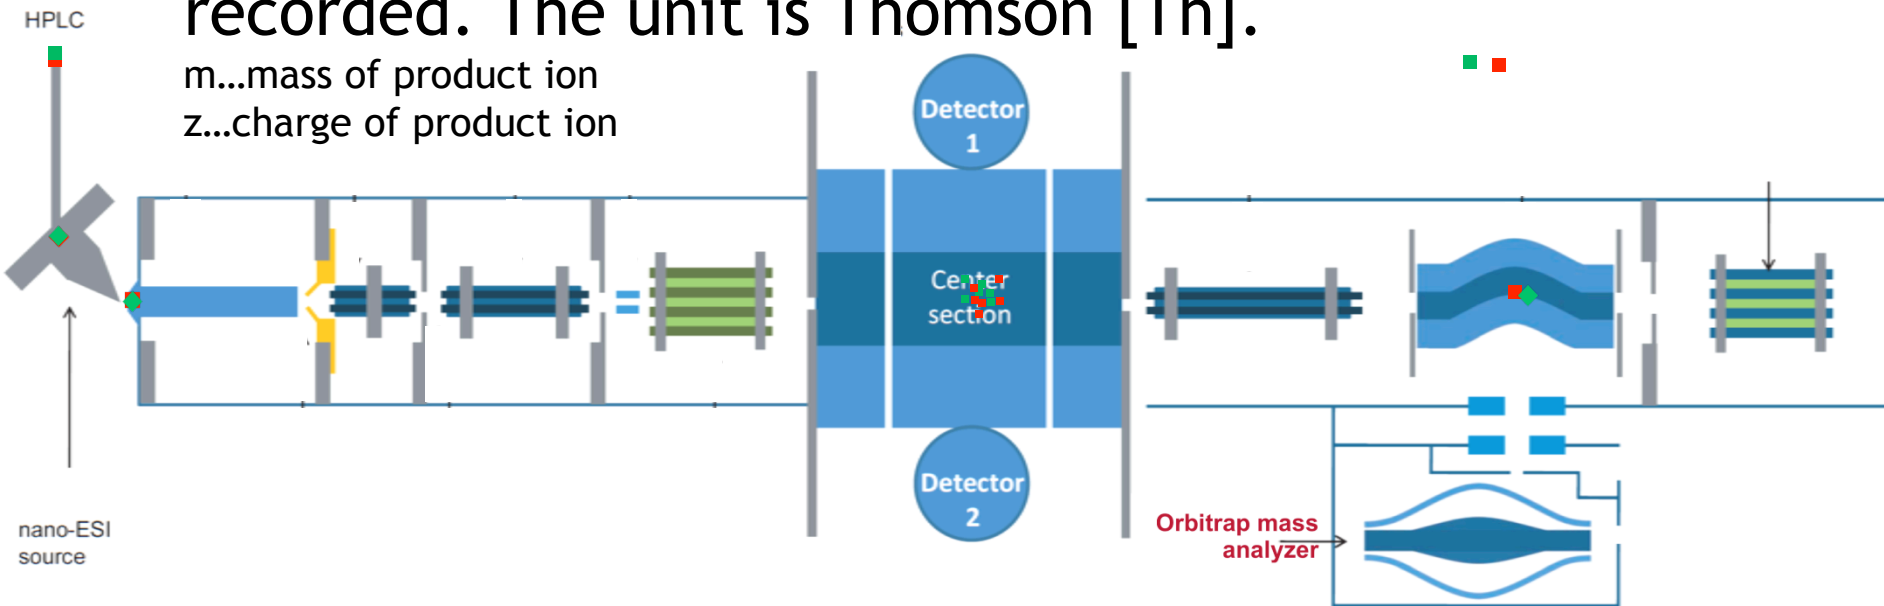 HPLC
recorded. The unit is Thomson [Th].
m…mass of product ion
z…charge of product ion
Detector
1
Center
section
Detector
2
nano-ESI
source
Orbitrap mass
analyzer